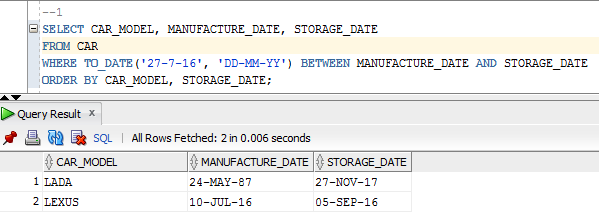 --1
SELECT CAR_MODEL, MANUFACTURE_DATE, STORAGE_DATE
FROM CAR
WHERE TO_DATE('27-7-16', 'DD-MM-YY') BETWEEN MANUFACTURE_DATE AND STORAGE_DATE
ORDER BY CAR_MODEL, STORAGE_DATE;
Query Result x
SQL | All Rows Fetched: 2 in 0.006 seconds
CAR_MODEL MANUFACTURE_DATE STORAGE_DATE
1 LADA 24-MAY-87 27-NOV-17
2 LEXUS 10-JUL-16 05-SEP-16